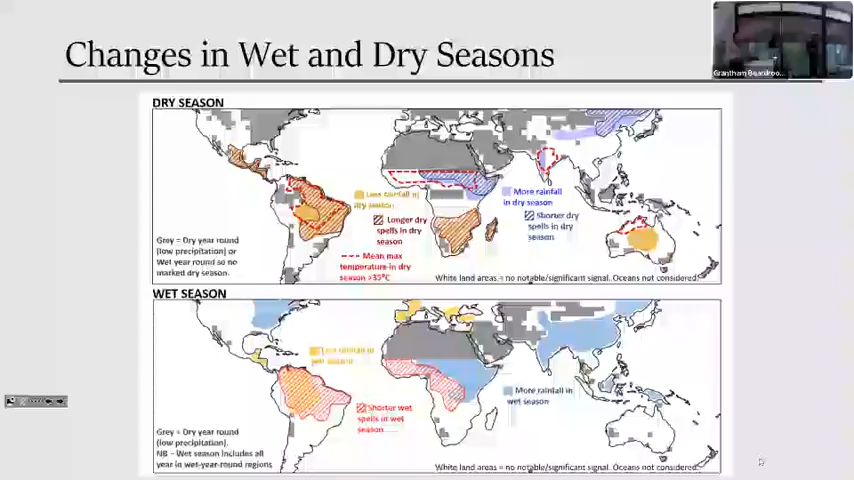 Changes in Wet and Dry Seasons
DRY SEASON
Less rainfall in
dry season
Longer dry
spells in dry
season
Mean max
temperature in dry
season >35°C
More rainfall
in dry season
Shorter dry
spells in dry
season
Grey = Dry year round
(low precipitation) or
Wet year round so no
marked dry season.
White land areas = no notable/significant signal. Oceans not considered.
WET SEASON
Less rainfall in
wet season
Shorter wet
spells in wet
season
More rainfall in
wet season
Grey = Dry year round
(low precipitation).
NB – Wet season includes all
year in wet-year-round regions
White land areas = no notable/significant signal. Oceans not considered.